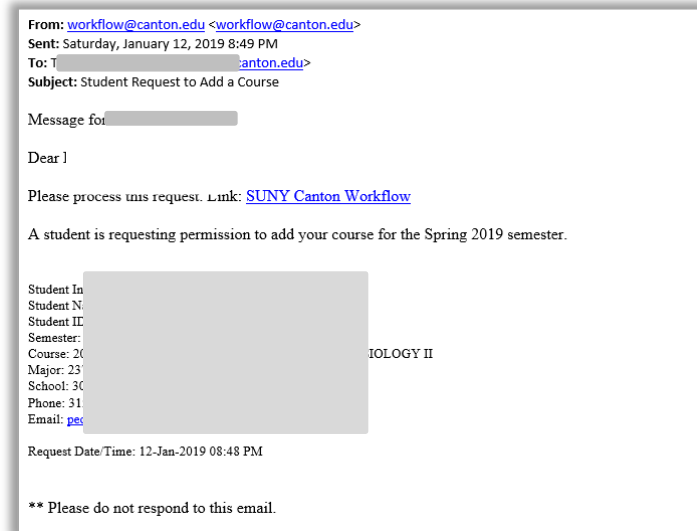 From: workflow@canton.edu <workflow@canton.edu>
Sent: Saturday, January 12, 2019 8:49 PM
To: T canton.edu>
Subject: Student Request to Add a Course
Message for
Dear
Please process this request. Link: SUNY Canton Workflow
A student is requesting permission to add your course for the Spring 2019 semester.
Student In
Student N
Student ID
Semester:
Course: 20 IOLOGY II
Major: 23
School: 30
Phone: 31
Email: pec
Request Date/Time: 12-Jan-2019 08:48 PM
** Please do not respond to this email.